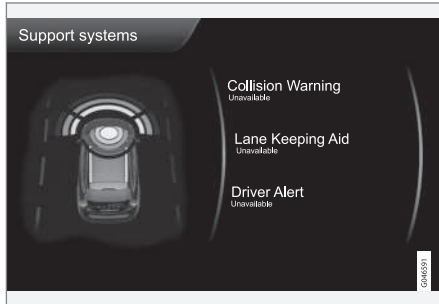 Support systems
Collision Warning
Unavailable
Lane Keeping Aid
Unavailable
Driver Alert
Unavailable
G046591